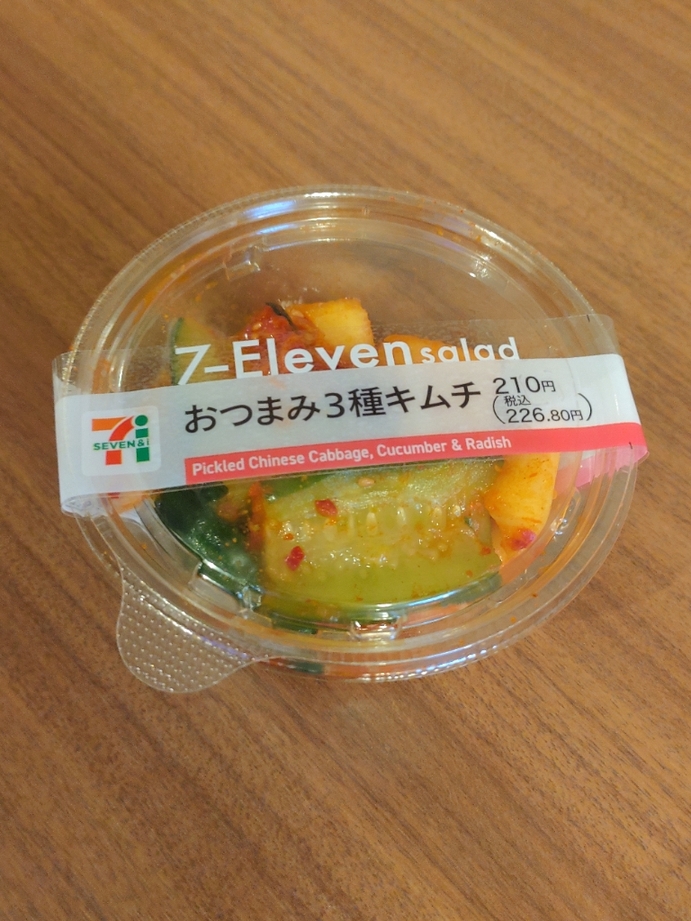 7-Eleven salad
おつまみ3種キムチ 210円
(税込 226.80円)
SEVEN&i
Pickled Chinese Cabbage, Cucumber & Radish